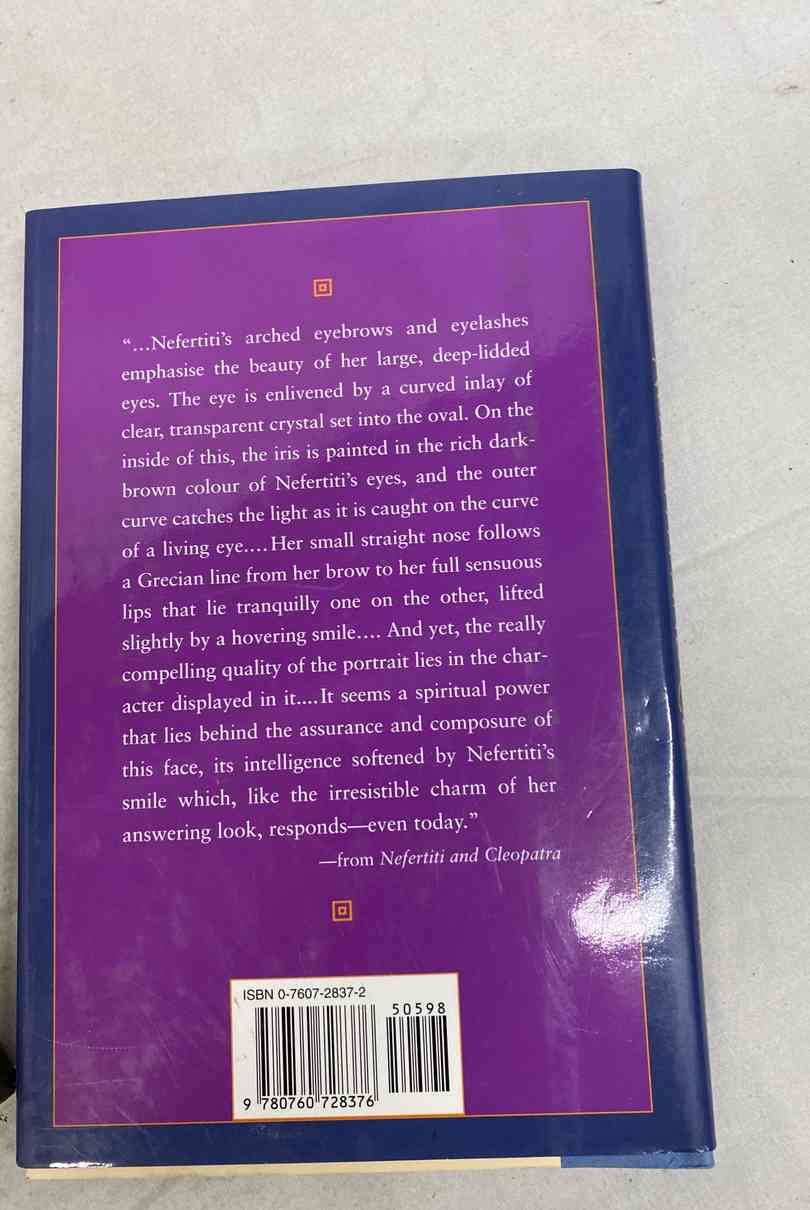 “...Nefertiti’s arched eyebrows and eyelashes
emphasise the beauty of her large, deep-lidded
eyes. The eye is enlivened by a curved inlay of
clear, transparent crystal set into the oval. On the
inside of this, the iris is painted in the rich dark-
brown colour of Nefertiti’s eyes, and the outer
curve catches the light as it is caught on the curve
of a living eye....Her small straight nose follows
a Grecian line from her brow to her full sensuous
lips that lie tranquilly one on the other, lifted
slightly by a hovering smile.... And yet, the really
compelling quality of the portrait lies in the char-
acter displayed in it....It seems a spiritual power
that lies behind the assurance and composure of
this face, its intelligence softened by Nefertiti’s
smile which, like the irresistible charm of her
answering look, responds—even today.”
—from Nefertiti and Cleopatra
ISBN 0-7607-2837-2
50598
9 780760 728376